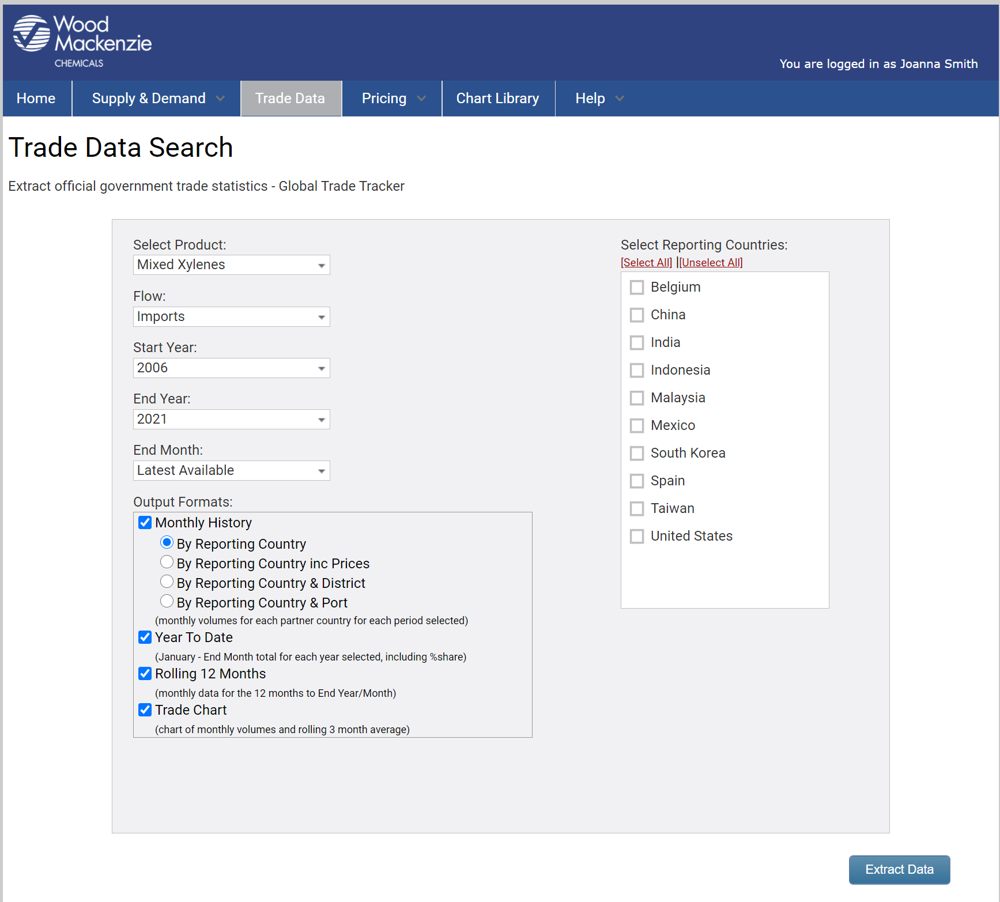 Wood
Mackenzie
CHEMICALS
You are logged in as Joanna Smith
Home Supply & Demand Trade Data Pricing Chart Library Help
Trade Data Search
Extract official government trade statistics - Global Trade Tracker
Select Product:
Mixed Xylenes
Flow:
Imports
Start Year:
2006
End Year:
2021
End Month:
Latest Available
Output Formats:
Monthly History
By Reporting Country
By Reporting Country inc Prices
By Reporting Country & District
By Reporting Country & Port
(monthly volumes for each partner country for each period selected)
Year To Date
(January - End Month total for each year selected, including %share)
Rolling 12 Months
(monthly data for the 12 months to End Year/Month)
Trade Chart
(chart of monthly volumes and rolling 3 month average)
Select Reporting Countries:
[Select All] |[Unselect All]
Belgium
China
India
Indonesia
Malaysia
Mexico
South Korea
Spain
Taiwan
United States
Extract Data